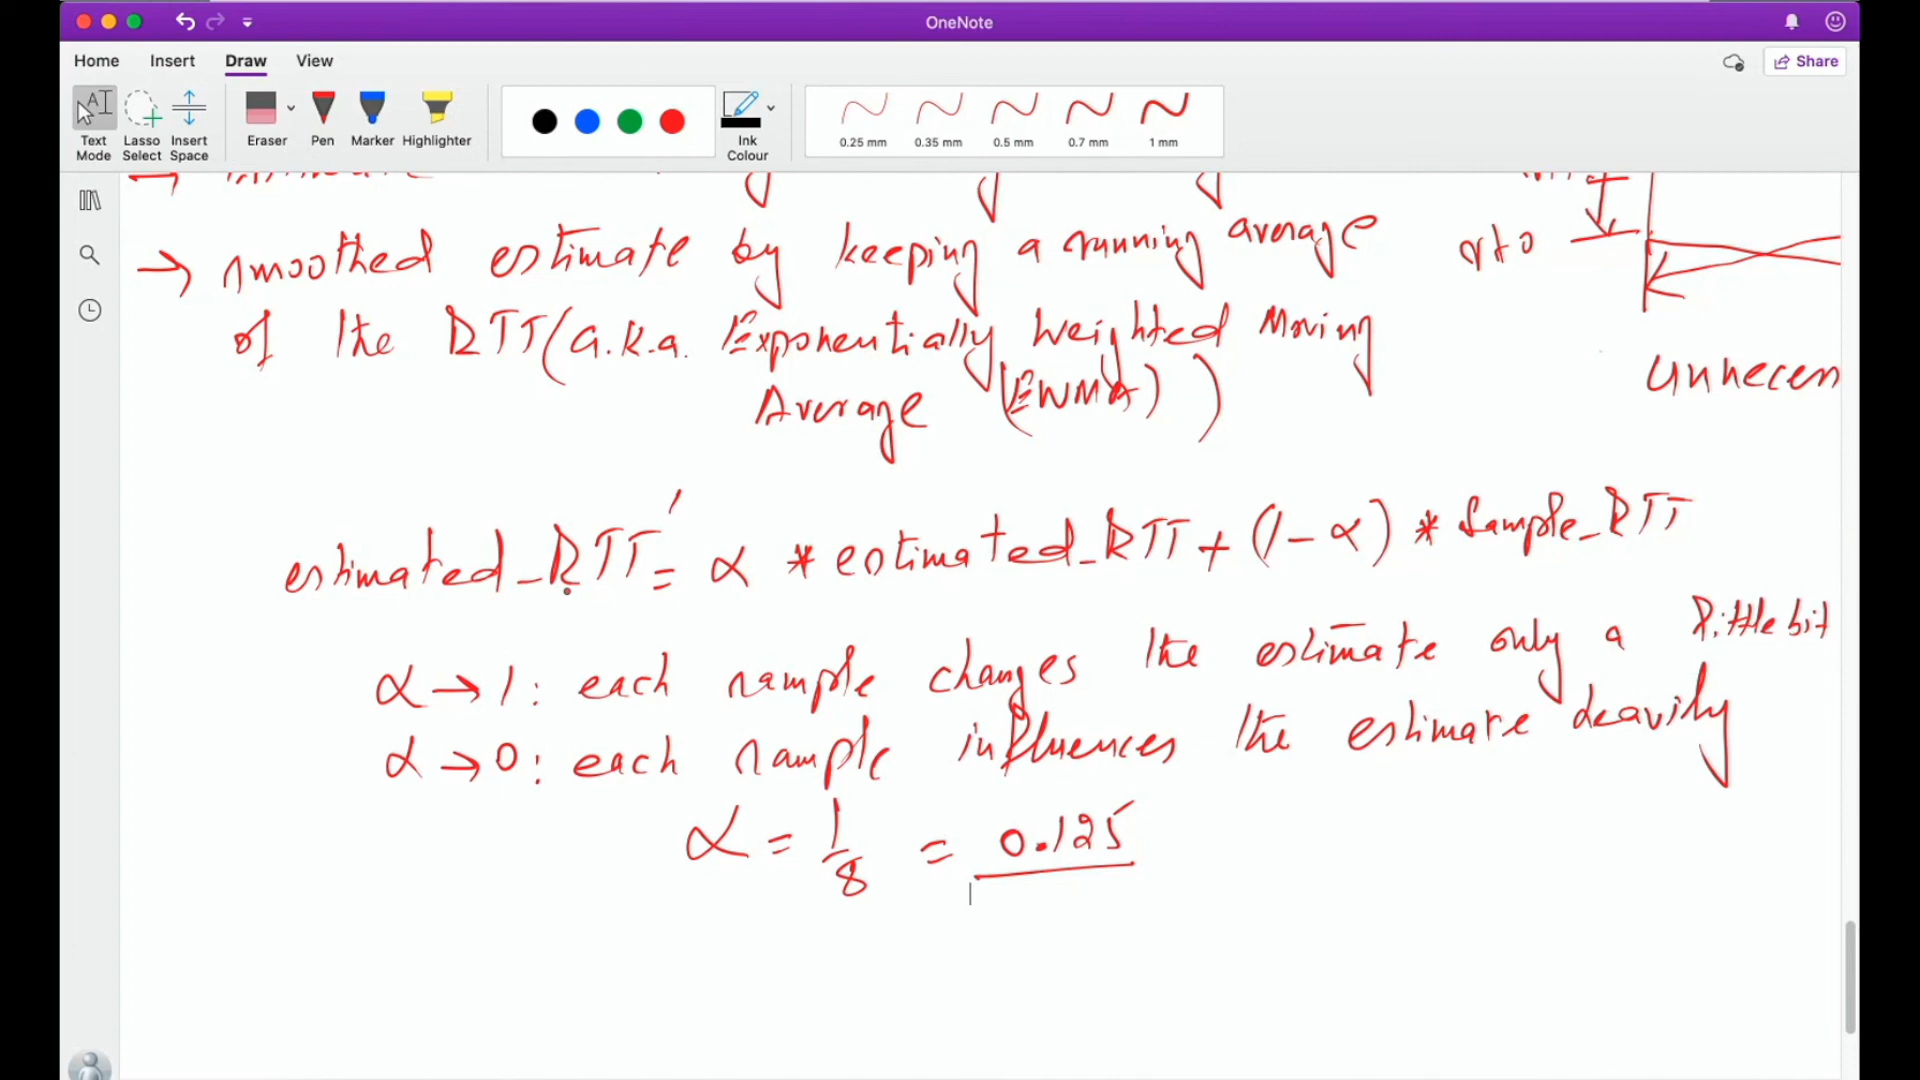 OneNote
Home Insert Draw View
Share
Text Mode
Lasso Select
Insert Space
Eraser
Pen
Marker
Highlighter
Ink Colour
0.25 mm
0.35 mm
0.5 mm
0.7 mm
1 mm
→ smoothed estimate by keeping a running average
rto
of the RTT (a.k.a. Exponentially Weighted Moving
Average (EWMA))
Unnecess
estimated_RTT' = α * estimated_RTT + (1 - α) * Sample_RTT
α → 1 : each sample changes the estimate only a little bit
α → 0 : each sample influences the estimate heavily
α = 1/8 = 0.125